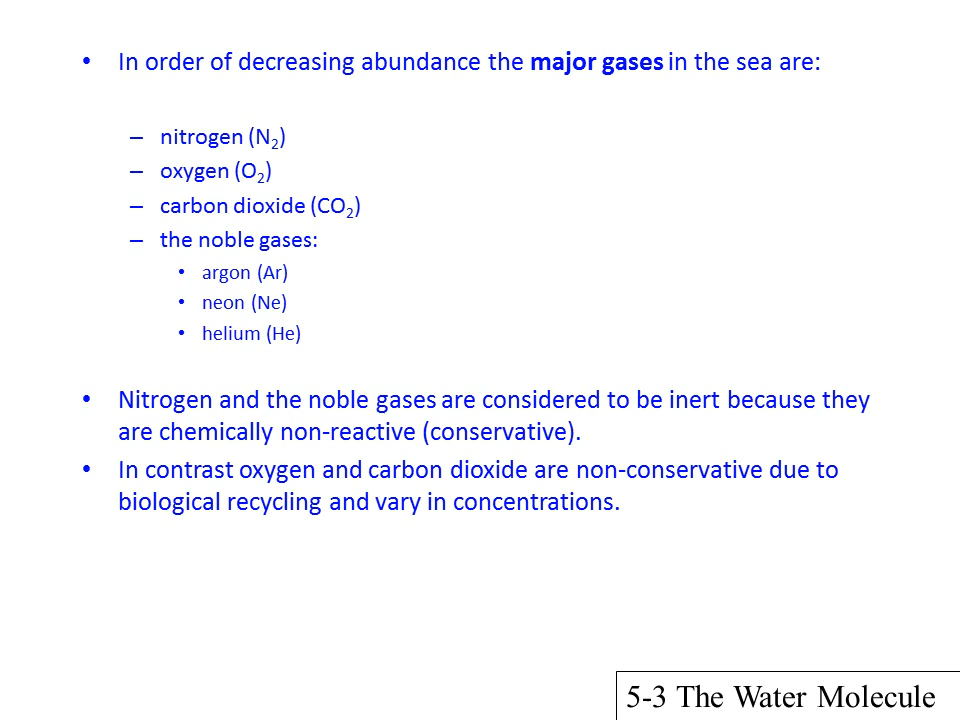 • In order of decreasing abundance the major gases in the sea are:
– nitrogen (N₂)
– oxygen (O₂)
– carbon dioxide (CO₂)
– the noble gases:
• argon (Ar)
• neon (Ne)
• helium (He)
• Nitrogen and the noble gases are considered to be inert because they
are chemically non-reactive (conservative).
• In contrast oxygen and carbon dioxide are non-conservative due to
biological recycling and vary in concentrations.
5-3 The Water Molecule